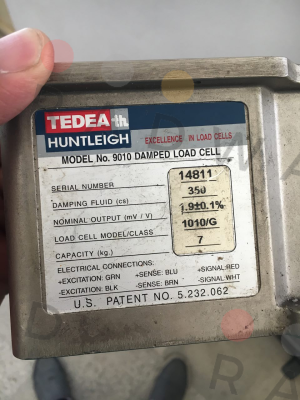 TEDEA-th
HUNTLEIGH
EXCELLENCE IN LOAD CELLS
MODEL No. 9010 DAMPED LOAD CELL
SERIAL NUMBER 14811
DAMPING FLUID (cs) 350
NOMINAL OUTPUT (mV / V) 1.9±0.1%
LOAD CELL MODEL/CLASS 1010/G
CAPACITY (kg.) 7
ELECTRICAL CONNECTIONS:
+EXCITATION: GRN +SENSE: BLU +SIGNAL:RED
-EXCITATION: BLK -SENSE: BRN -SIGNAL:WHT
U.S. PATENT NO. 5.232.062